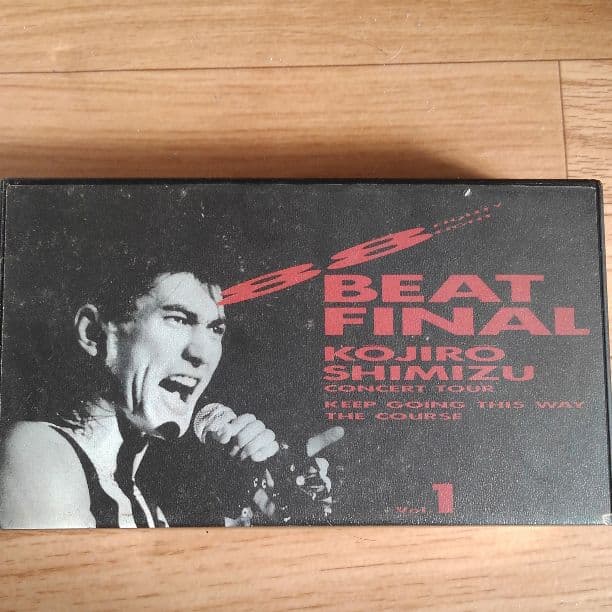 88
BEAT
FINAL
KOJIRO
SHIMIZU
CONCERT TOUR
KEEP GOING THIS WAY
THE COURSE
Vol. 1